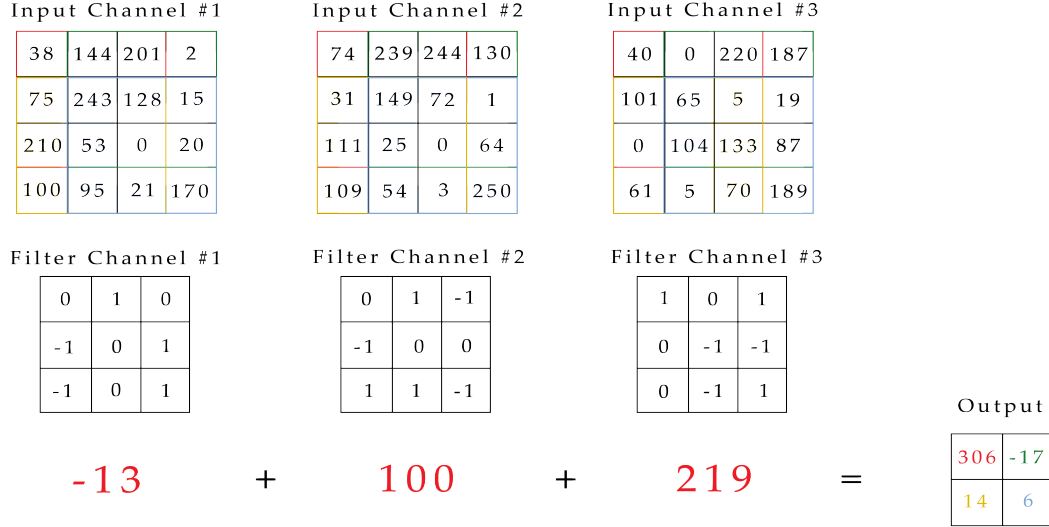 Input Channel #1 Input Channel #2 Input Channel #3
38 144 201 2 74 239 244 130 40 0 220 187
75 243 128 15 31 149 72 1 101 65 5 19
210 53 0 20 111 25 0 64 0 104 133 87
100 95 21 170 109 54 3 250 61 5 70 189
Filter Channel #1 Filter Channel #2 Filter Channel #3
0 1 0 0 1 -1 1 0 1
-1 0 1 -1 0 0 0 -1 -1
-1 0 1 1 1 -1 0 -1 1
Output
306 -17
-13 + 100 + 219 =
14 6